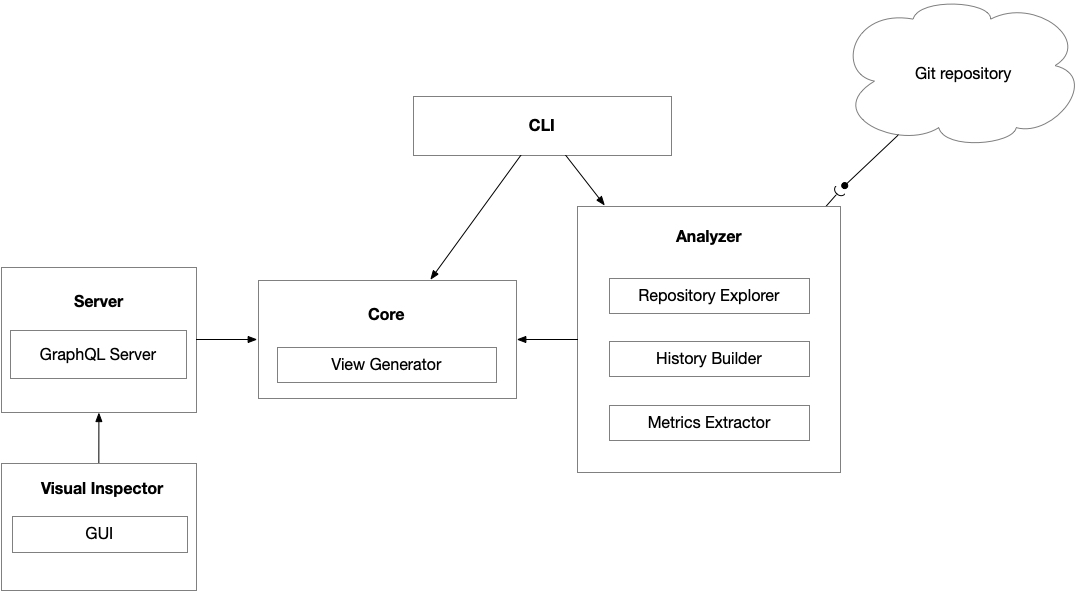 Git repository
CLI
Analyzer
Repository Explorer
History Builder
Metrics Extractor
Core
View Generator
Server
GraphQL Server
Visual Inspector
GUI